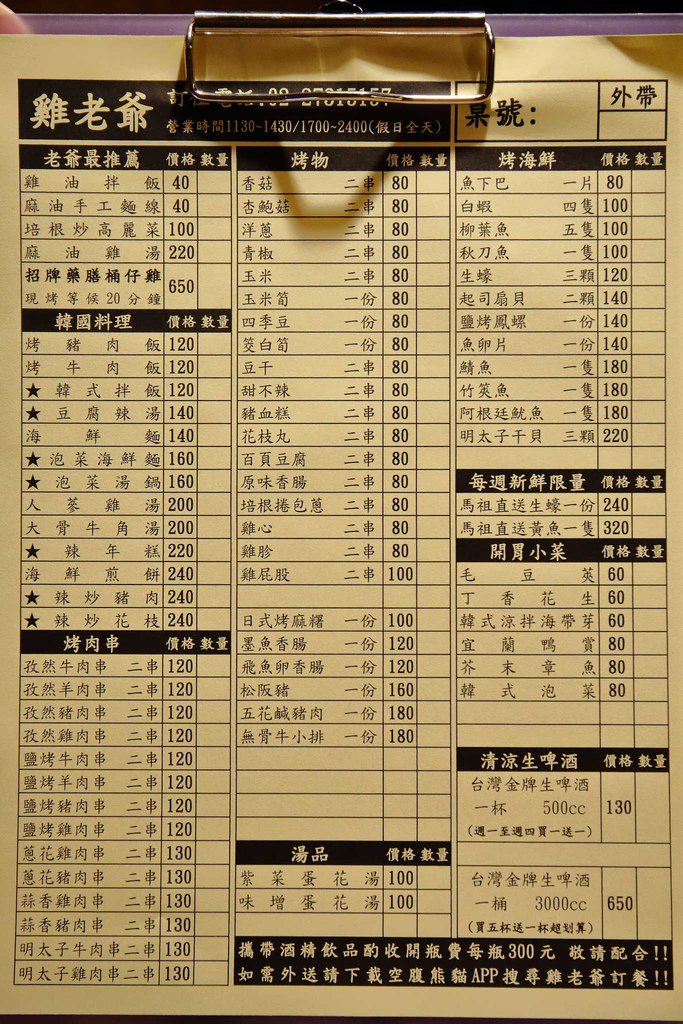 雞老爺
電話:02-27315157
營業時間1130~1430/1700~2400(假日全天)
桌號:
外帶
老爺最推薦 價格 數量
雞油拌飯 40
麻油手工麵線 40
培根炒高麗菜 100
麻油雞湯 220
招牌藥膳桶仔雞 650
現烤等候20分鐘
韓國料理 價格 數量
烤豬肉飯 120
烤牛肉飯 120
★韓式拌飯 120
★豆腐辣湯 140
海鮮麵 140
★泡菜海鮮麵 160
★泡菜湯鍋 160
人蔘雞湯 200
大骨牛角湯 200
★辣年糕 220
海鮮煎餅 240
★辣炒豬肉 240
★辣炒花枝 240
烤肉串 價格 數量
孜然牛肉串 二串 120
孜然羊肉串 二串 120
孜然豬肉串 二串 120
孜然雞肉串 二串 120
鹽烤牛肉串 二串 120
鹽烤羊肉串 二串 120
鹽烤豬肉串 二串 120
鹽烤雞肉串 二串 120
蔥花雞肉串 二串 130
蔥花豬肉串 二串 130
蒜香雞肉串 二串 130
蒜香豬肉串 二串 130
明太子牛肉串 二串 130
明太子雞肉串 二串 130
烤物 價格 數量
香菇 二串 80
杏鮑菇 二串 80
洋蔥 二串 80
青椒 二串 80
玉米 二串 80
玉米筍 一份 80
四季豆 一份 80
筊白筍 一份 80
豆干 二串 80
甜不辣 二串 80
豬血糕 二串 80
花枝丸 二串 80
百頁豆腐 二串 80
原味香腸 二串 80
培根捲包蔥 二串 80
雞心 二串 80
雞胗 二串 80
雞屁股 二串 100
日式烤麻糬 一份 100
墨魚香腸 一份 120
飛魚卵香腸 一份 120
松阪豬 一份 160
五花鹹豬肉 一份 180
無骨牛小排 一份 180
湯品 價格 數量
紫菜蛋花湯 100
味增蛋花湯 100
烤海鮮 價格 數量
魚下巴 一片 80
白蝦 四隻 100
柳葉魚 五隻 100
秋刀魚 一隻 100
生蠔 三顆 120
起司扇貝 二顆 140
鹽烤鳳螺 一份 140
魚卵片 一份 140
鯖魚 一隻 180
竹筴魚 一隻 180
阿根廷魷魚 一隻 180
明太子干貝 三顆 220
每週新鮮限量 價格 數量
馬祖直送生蠔一份 240
馬祖直送黃魚一隻 320
開胃小菜 價格 數量
毛豆莢 60
丁香花生 60
韓式涼拌海帶芽 60
宜蘭鴨賞 80
芥末章魚 80
韓式泡菜 80
清涼生啤酒 價格 數量
台灣金牌生啤酒
一杯 500cc 130
(週一至週四買一送一)
台灣金牌生啤酒
一桶 3000cc 650
(買五杯送一杯超划算)
攜帶酒精飲品酌收開瓶費每瓶300元 敬請配合!!
如需外送請下載空腹熊貓APP搜尋雞老爺訂餐!!